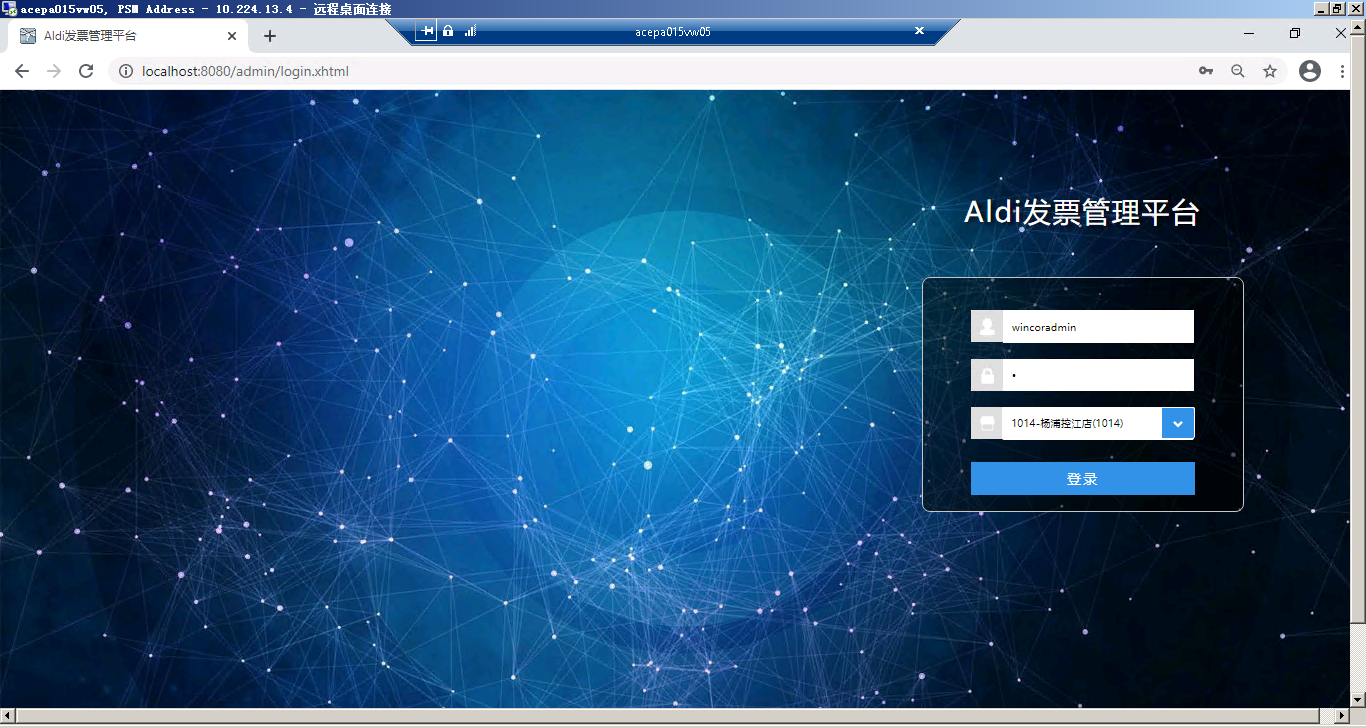 acepa015vw05, PSM Address - 10.224.13.4 - 远程桌面连接
acepa015vw05
Aldi发票管理平台
localhost:8080/admin/login.xhtml
Aldi发票管理平台
wincoradmin
•
1014-杨浦控江店(1014)
登录